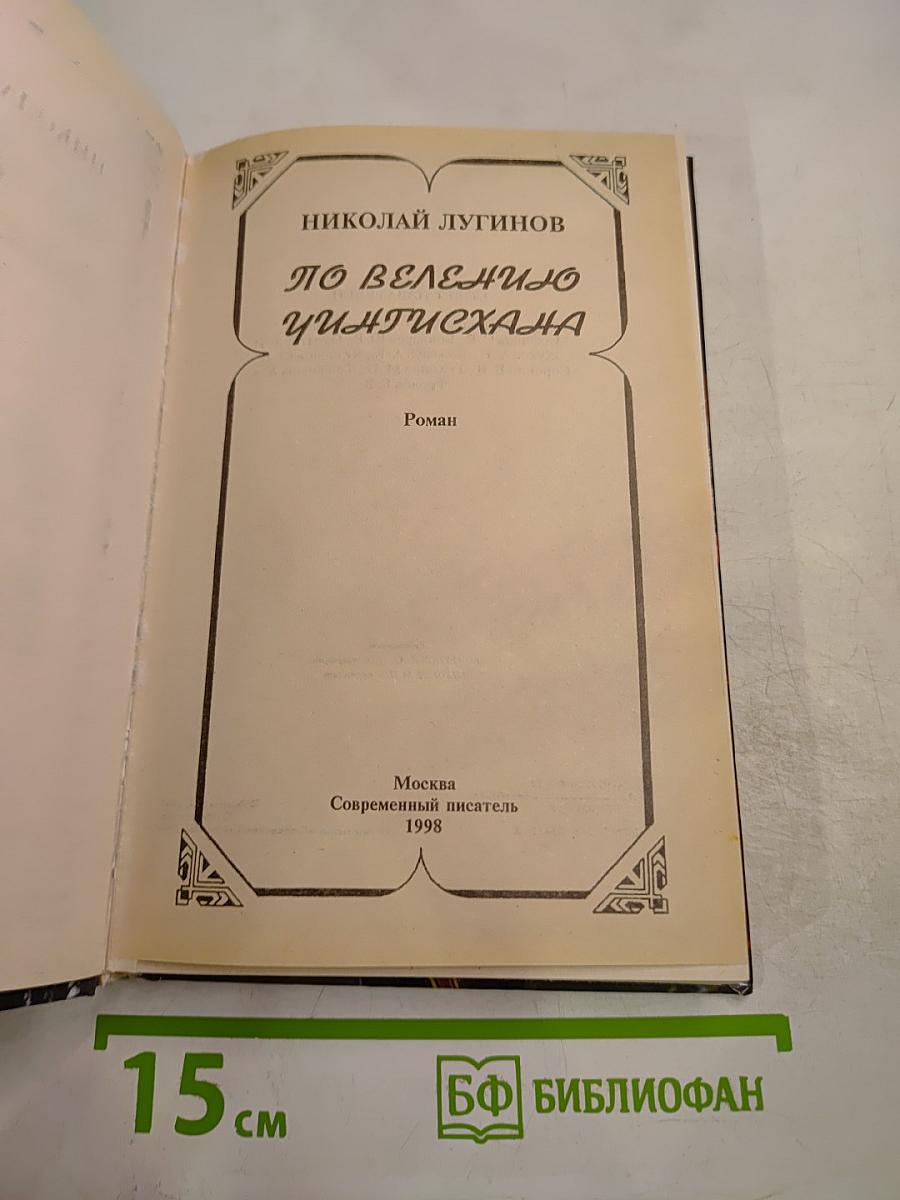 НИКОЛАЙ ЛУГИНОВ
ПО ВЕЛЕНИЮ
ЧИНГИСХАНА
Роман
Москва
Современный писатель
1998
15 см
БФ БИБЛИОФАН